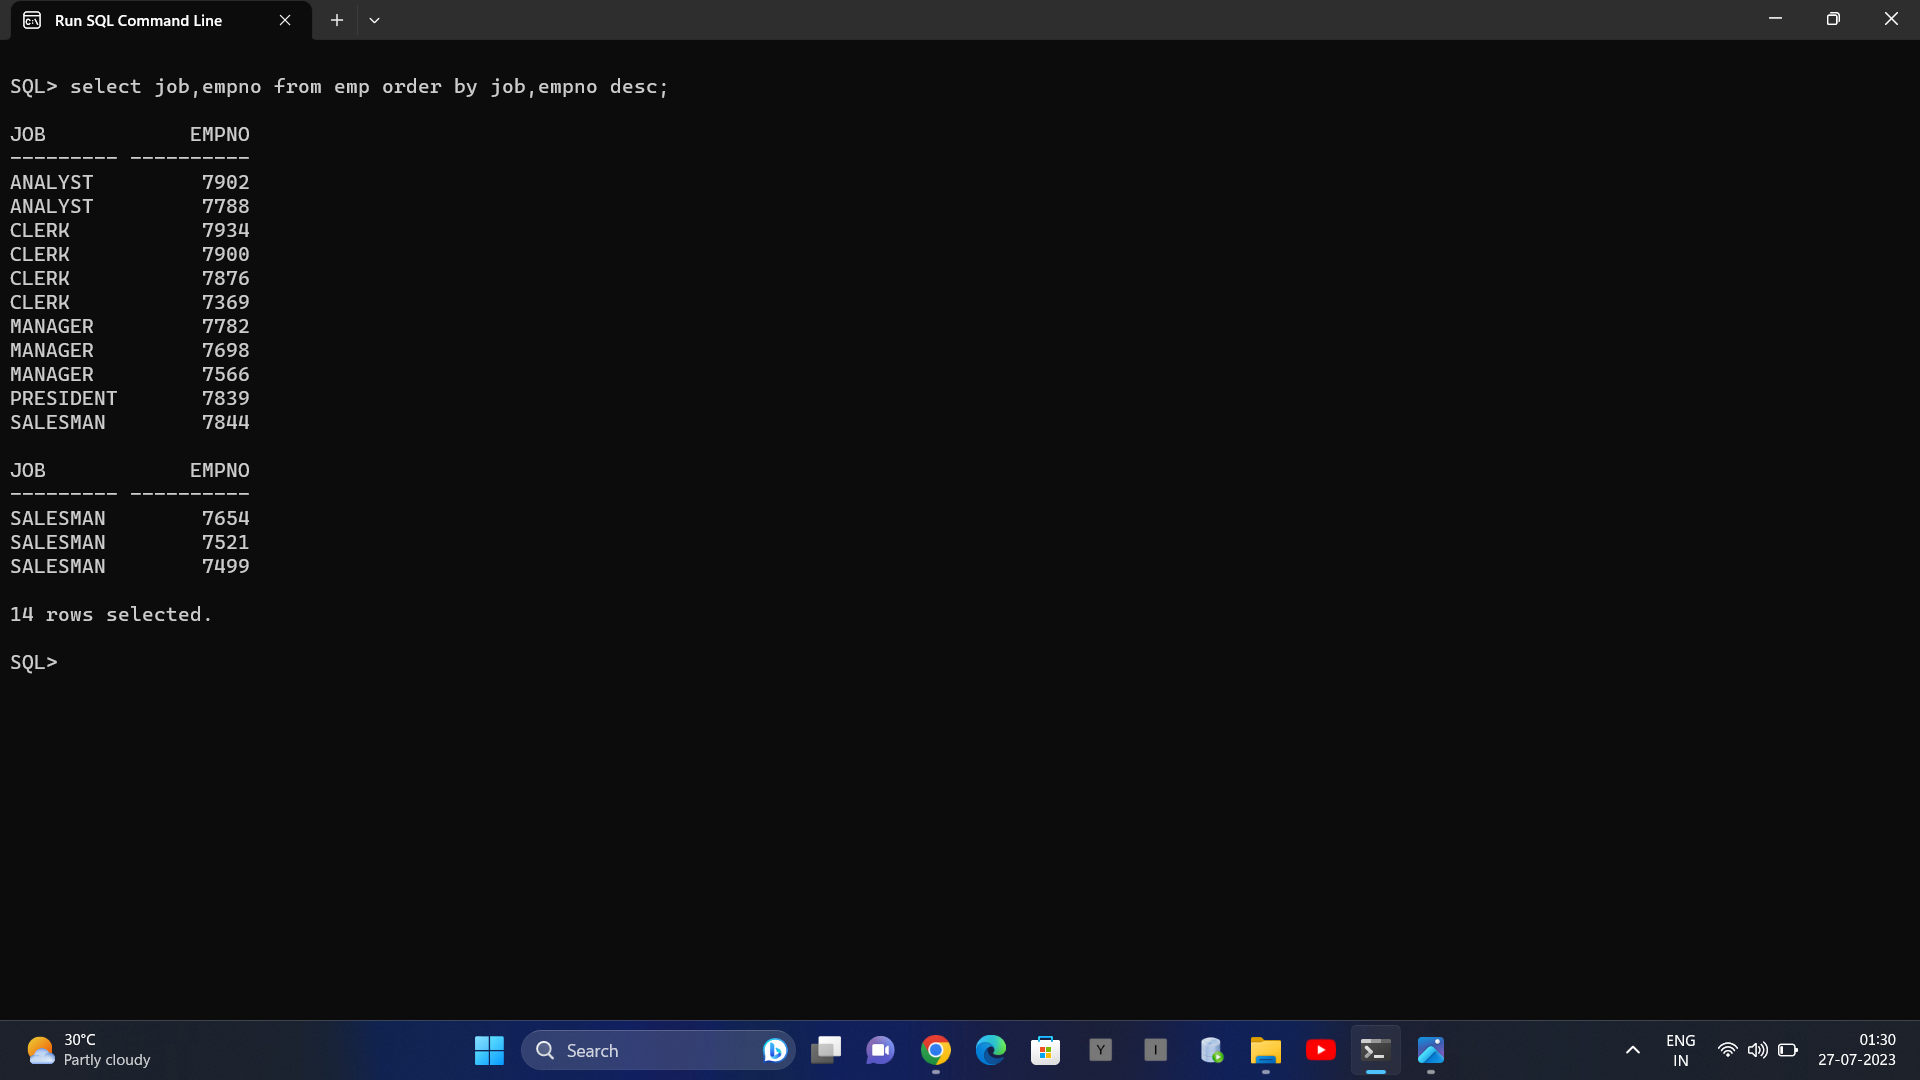 Run SQL Command Line
SQL> select job,empno from emp order by job,empno desc;
JOB            EMPNO
--------- ----------
ANALYST         7902
ANALYST         7788
CLERK           7934
CLERK           7900
CLERK           7876
CLERK           7369
MANAGER         7782
MANAGER         7698
MANAGER         7566
PRESIDENT       7839
SALESMAN        7844
JOB            EMPNO
--------- ----------
SALESMAN        7654
SALESMAN        7521
SALESMAN        7499
14 rows selected.
SQL>
30°C
Partly cloudy
Search
Y
I
ENG
IN
01:30
27-07-2023